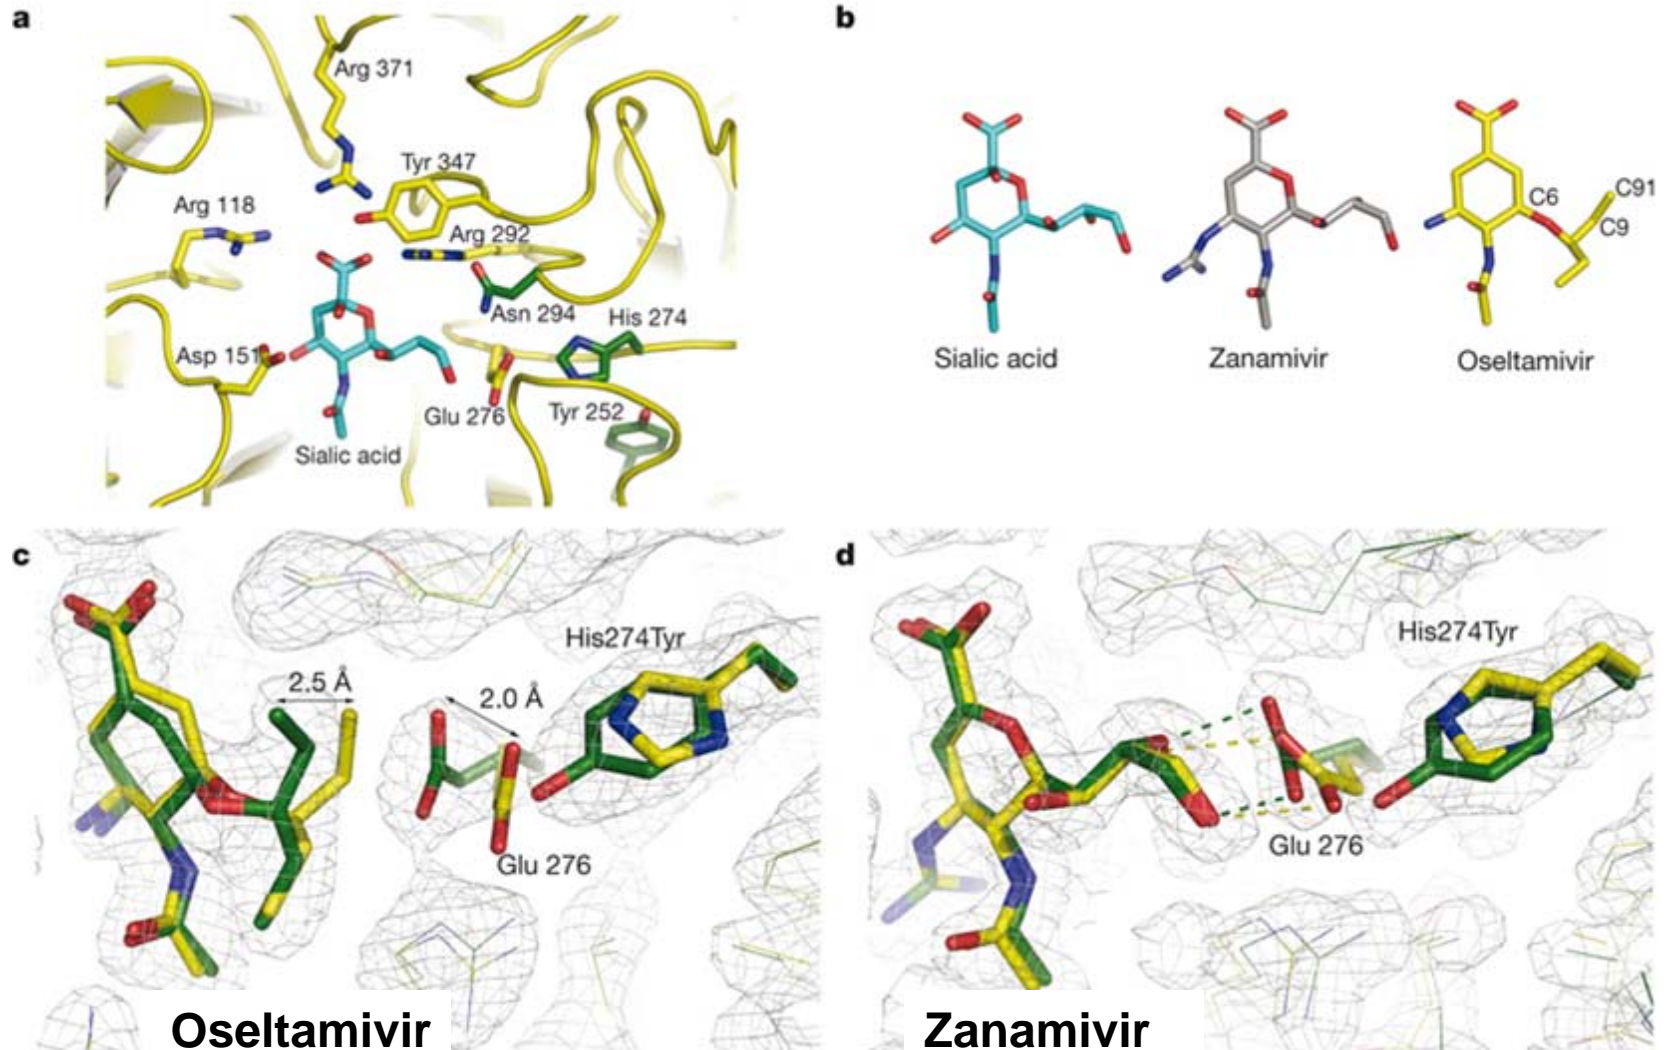 a
Arg 371
Tyr 347
Arg 118
Arg 292
Asn 294
His 274
Asp 151
Glu 276
Tyr 252
Sialic acid
b
C6
C91
C9
Sialic acid
Zanamivir
Oseltamivir
c
His274Tyr
2.5 Å
2.0 Å
Glu 276
Oseltamivir
d
His274Tyr
Glu 276
Zanamivir